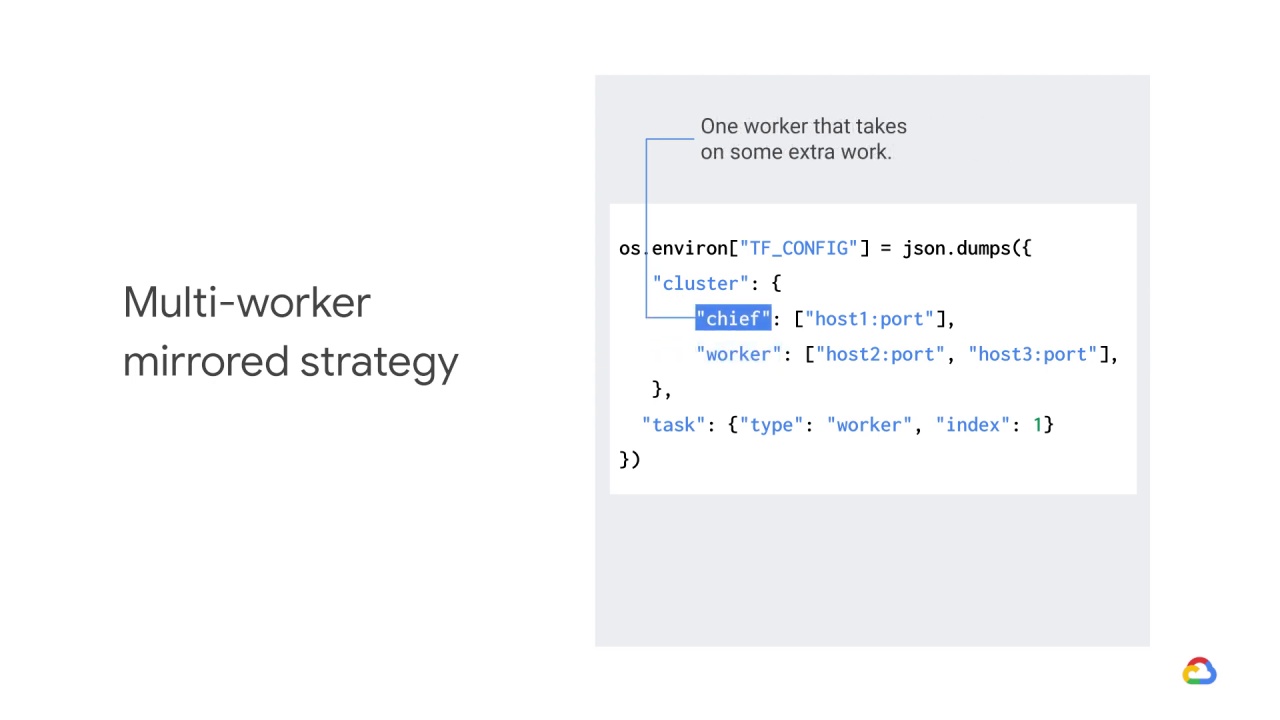 Multi-worker
mirrored strategy
One worker that takes
on some extra work.
os.environ["TF_CONFIG"] = json.dumps({
"cluster": {
"chief": ["host1:port"],
"worker": ["host2:port", "host3:port"],
},
"task": {"type": "worker", "index": 1}
})